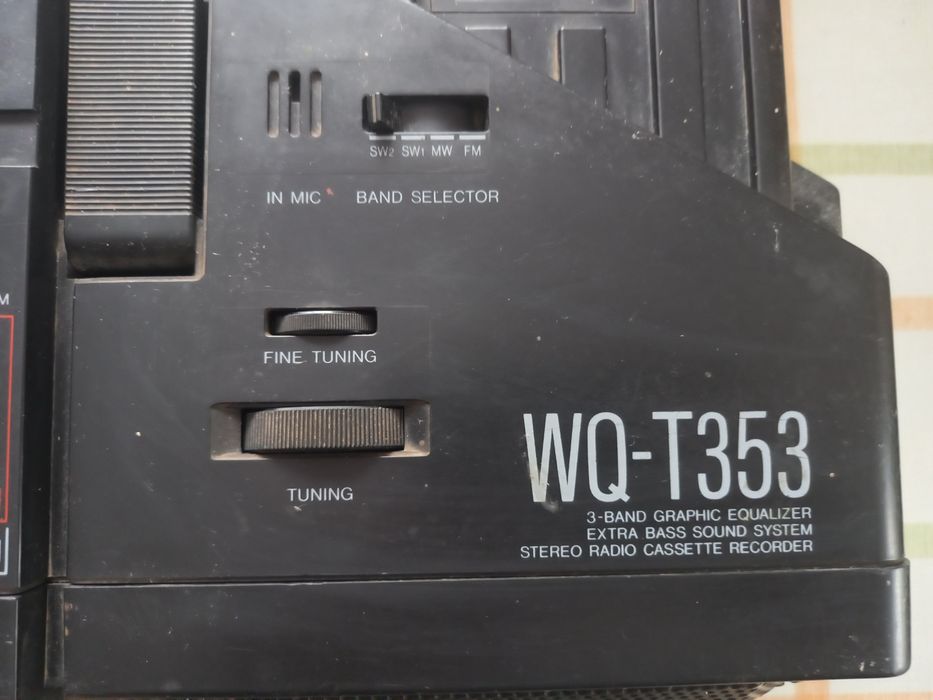 SW2 SW1 MW FM
IN MIC
BAND SELECTOR
M
FINE TUNING
TUNING
WQ-T353
3-BAND GRAPHIC EQUALIZER
EXTRA BASS SOUND SYSTEM
STEREO RADIO CASSETTE RECORDER